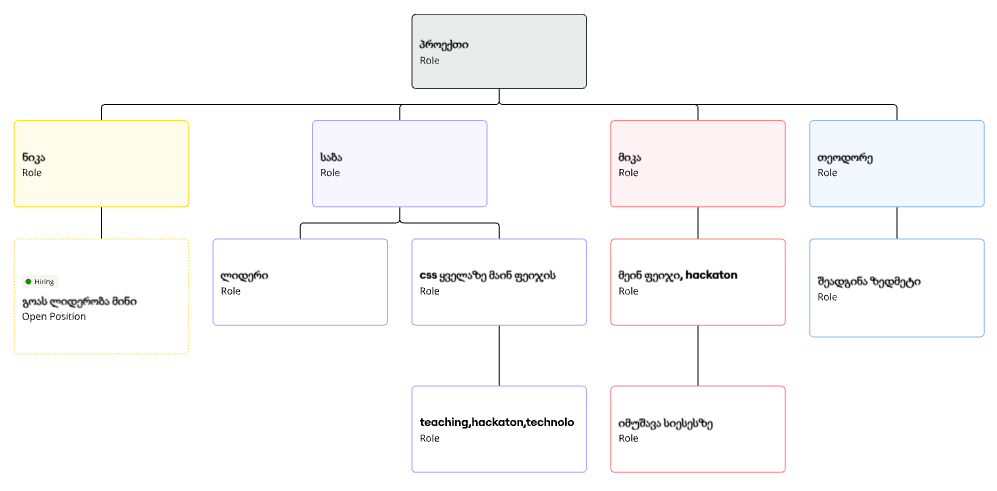 პროექთი
Role
ნიკა
Role
საბა
Role
მიკა
Role
თეოდორე
Role
Hiring
გოას ლიდერობა მინი
Open Position
ლიდერი
Role
css ყველაზე მაინ ფეიჯის
Role
მეინ ფეიჯი, hackaton
Role
შეადგინა ზედმეტი
Role
teaching,hackaton,technolo
Role
იმუშავა სიესესზე
Role